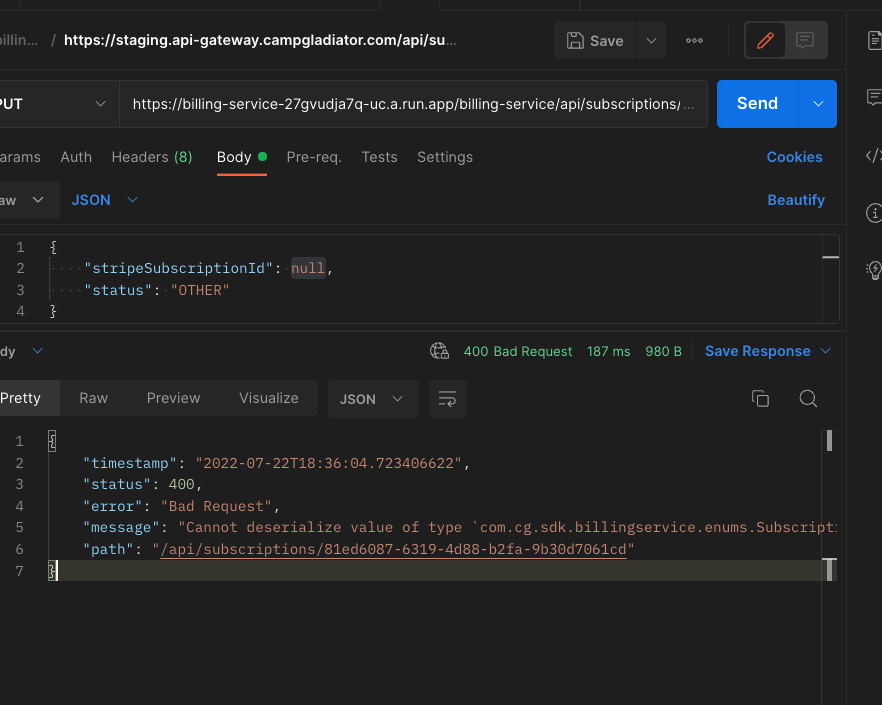 billin... / https://staging.api-gateway.campgladiator.com/api/su...
Save
PUT https://billing-service-27gvudja7q-uc.a.run.app/billing-service/api/subscriptions/ ... Send
arams Auth Headers (8) Body Pre-req. Tests Settings Cookies
aw JSON Beautify
1 {
2 "stripeSubscriptionId": null,
3 "status": "OTHER"
4 }
dy 400 Bad Request 187 ms 980 B Save Response
Pretty Raw Preview Visualize JSON
1 {
2 "timestamp": "2022-07-22T18:36:04.723406622",
3 "status": 400,
4 "error": "Bad Request",
5 "message": "Cannot deserialize value of type `com.cg.sdk.billingservice.enums.Subscripti
6 "path": "/api/subscriptions/81ed6087-6319-4d88-b2fa-9b30d7061cd"
7 }